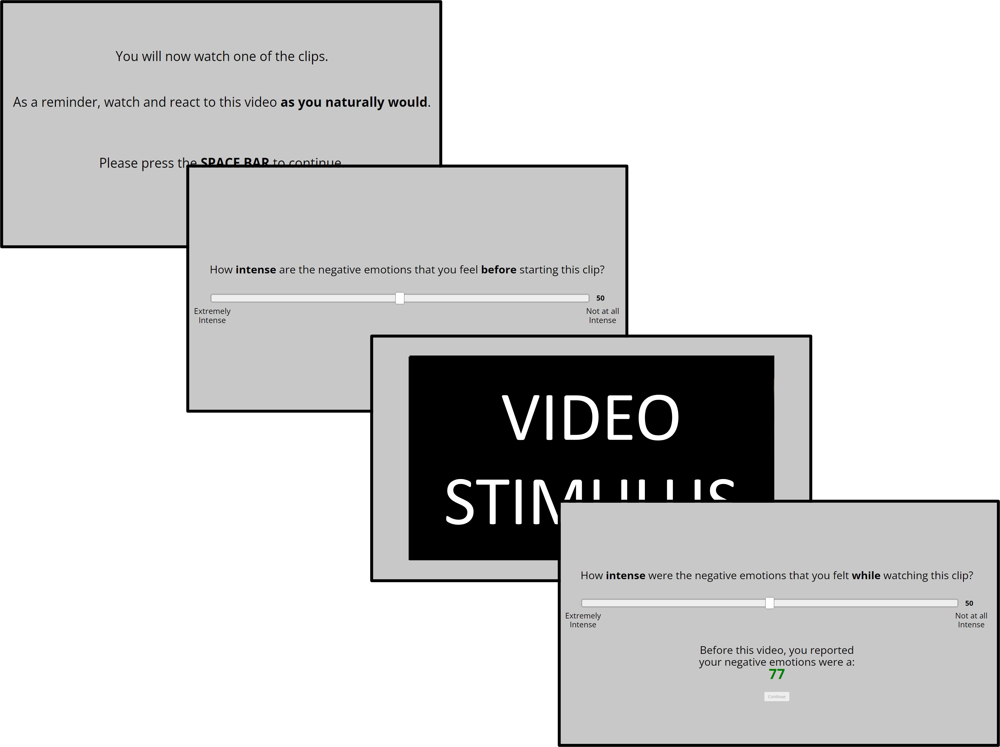 You will now watch one of the clips.
As a reminder, watch and react to this video as you naturally would.
Please press the SPACE BAR to continue.
How intense are the negative emotions that you feel before starting this clip?
50
Extremely
Intense
Not at all
Intense
VIDEO
STIMULUS
How intense were the negative emotions that you felt while watching this clip?
50
Extremely
Intense
Not at all
Intense
Before this video, you reported
your negative emotions were a:
77
Continue